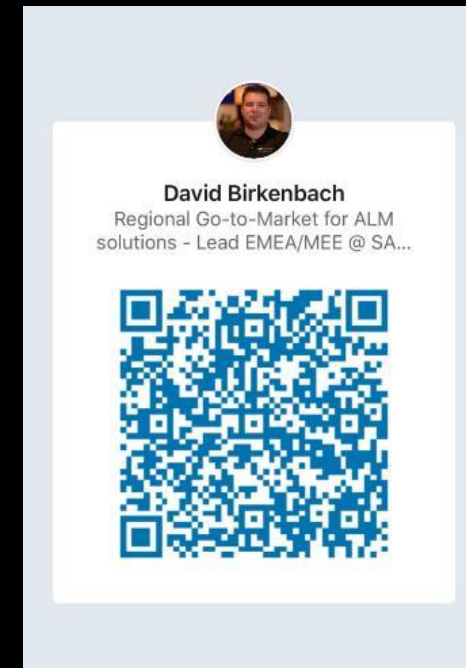 David Birkenbach
Regional Go-to-Market for ALM
solutions - Lead EMEA/MEE @ SA...